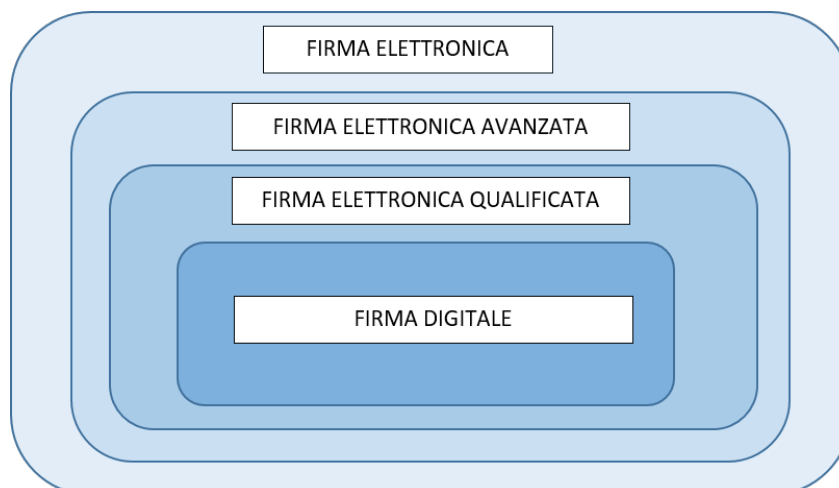 FIRMA ELETTRONICA
FIRMA ELETTRONICA AVANZATA
FIRMA ELETTRONICA QUALIFICATA
FIRMA DIGITALE